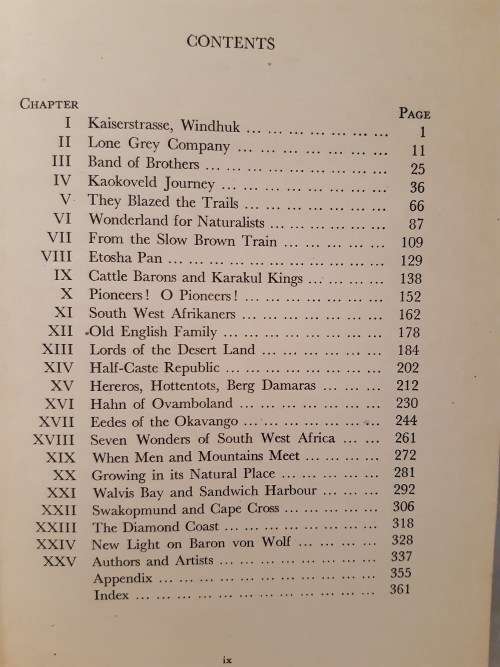 CONTENTS
CHAPTER PAGE
I Kaiserstrasse, Windhuk ... ... ... ... ... ... ... 1
II Lone Grey Company ... ... ... ... ... ... ... 11
III Band of Brothers ... ... ... ... ... ... ... ... 25
IV Kaokoveld Journey ... ... ... ... ... ... ... 36
V They Blazed the Trails ... ... ... ... ... ... ... 66
VI Wonderland for Naturalists ... ... ... ... ... ... 87
VII From the Slow Brown Train ... ... ... ... ... 109
VIII Etosha Pan ... ... ... ... ... ... ... ... ... ... 129
IX Cattle Barons and Karakul Kings ... ... ... ... 138
X Pioneers! O Pioneers! ... ... ... ... ... ... ... 152
XI South West Afrikaners ... ... ... ... ... ... ... 162
XII Old English Family ... ... ... ... ... ... ... ... 178
XIII Lords of the Desert Land ... ... ... ... ... ... 184
XIV Half-Caste Republic ... ... ... ... ... ... ... ... 202
XV Hereros, Hottentots, Berg Damaras ... ... ... 212
XVI Hahn of Ovamboland ... ... ... ... ... ... ... 230
XVII Eedes of the Okavango ... ... ... ... ... ... ... 244
XVIII Seven Wonders of South West Africa ... ... 261
XIX When Men and Mountains Meet ... ... ... ... 272
XX Growing in its Natural Place ... ... ... ... ... 281
XXI Walvis Bay and Sandwich Harbour ... ... ... 292
XXII Swakopmund and Cape Cross ... ... ... ... ... 306
XXIII The Diamond Coast ... ... ... ... ... ... ... ... 318
XXIV New Light on Baron von Wolf ... ... ... ... 328
XXV Authors and Artists ... ... ... ... ... ... ... ... 337
Appendix ... ... ... ... ... ... ... ... ... ... ... 355
Index ... ... ... ... ... ... ... ... ... ... ... ... 361
ix